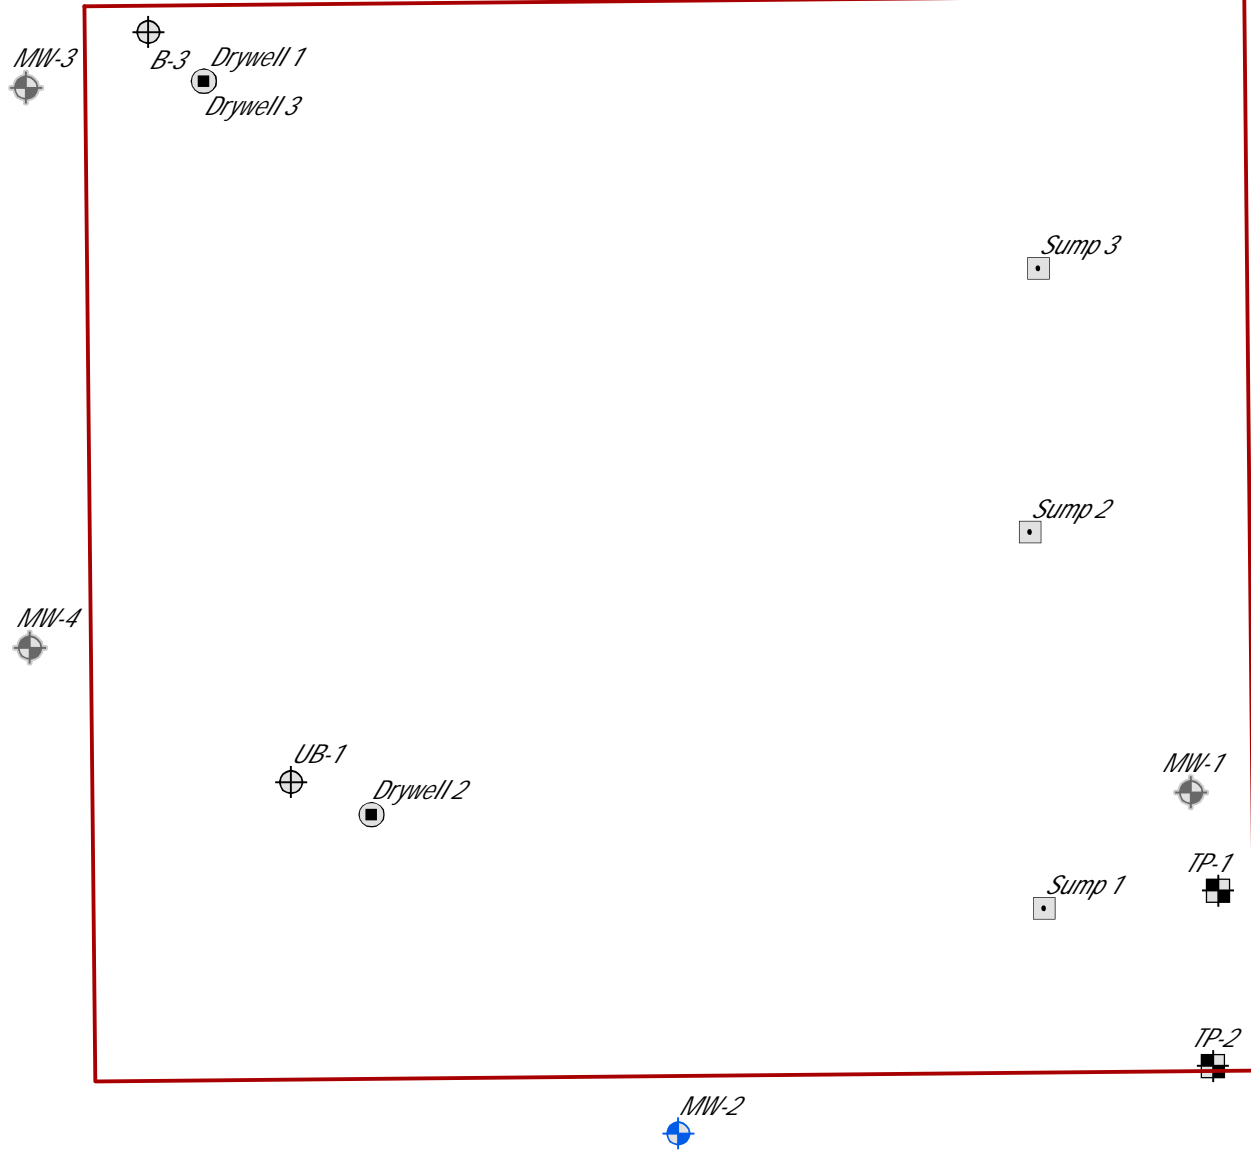 MW-3
B-3
Drywell 1
Drywell 3
Sump 3
Sump 2
MW-4
UB-1
Drywell 2
MW-1
TP-1
Sump 1
TP-2
MW-2